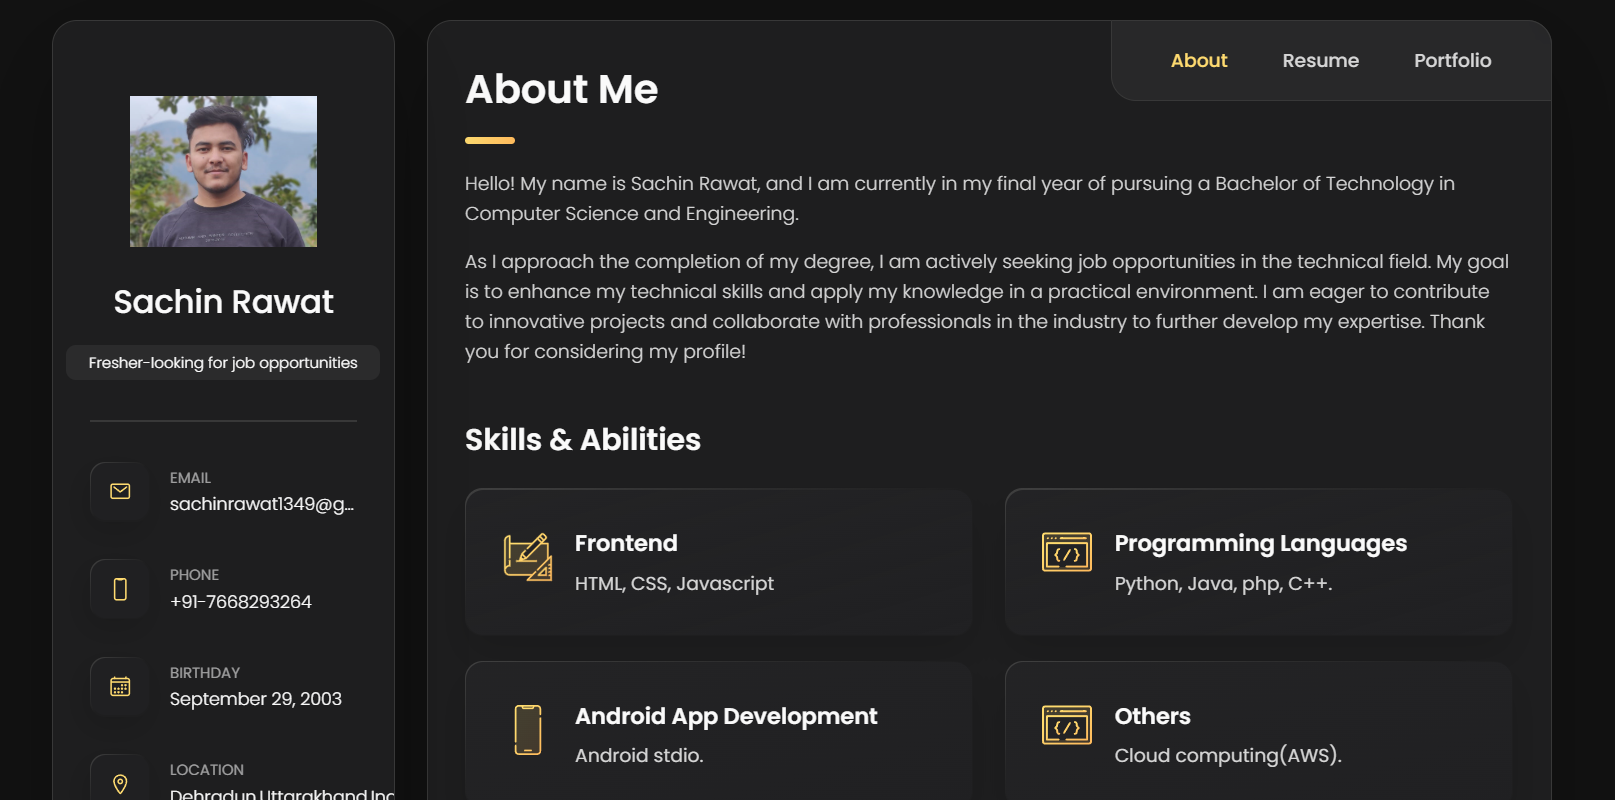 About
Resume
Portfolio
Sachin Rawat
Fresher-looking for job opportunities
EMAIL
sachinrawat1349@g...
PHONE
+91-7668293264
BIRTHDAY
September 29, 2003
LOCATION
Dehradun,Uttarakhand,Ind
About Me
Hello! My name is Sachin Rawat, and I am currently in my final year of pursuing a Bachelor of Technology in
Computer Science and Engineering.
As I approach the completion of my degree, I am actively seeking job opportunities in the technical field. My goal
is to enhance my technical skills and apply my knowledge in a practical environment. I am eager to contribute
to innovative projects and collaborate with professionals in the industry to further develop my expertise. Thank
you for considering my profile!
Skills & Abilities
Frontend
HTML, CSS, Javascript
Programming Languages
Python, Java, php, C++.
Android App Development
Android stdio.
Others
Cloud computing(AWS).